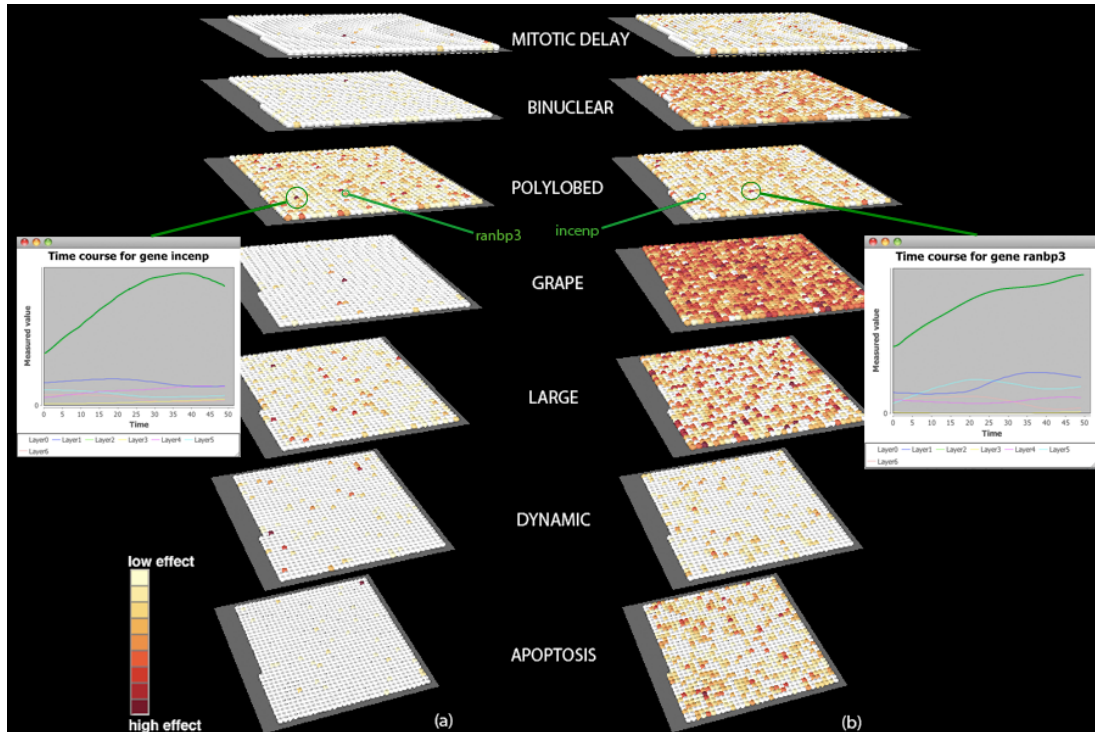 MITOTIC DELAY
BINUCLEAR
POLYLOBED
ranbp3
incenp
Time course for gene incenp
Measured value
0
0 5 10 15 20 25 30 35 40 45 50
Time
Layer0 Layer1 Layer2 Layer3 Layer4 Layer5
Layer6
GRAPE
Time course for gene ranbp3
Measured value
0
0 5 10 15 20 25 30 35 40 45 50
Time
Layer0 Layer1 Layer2 Layer3 Layer4 Layer5
Layer6
LARGE
DYNAMIC
low effect
high effect
APOPTOSIS
(a)
(b)